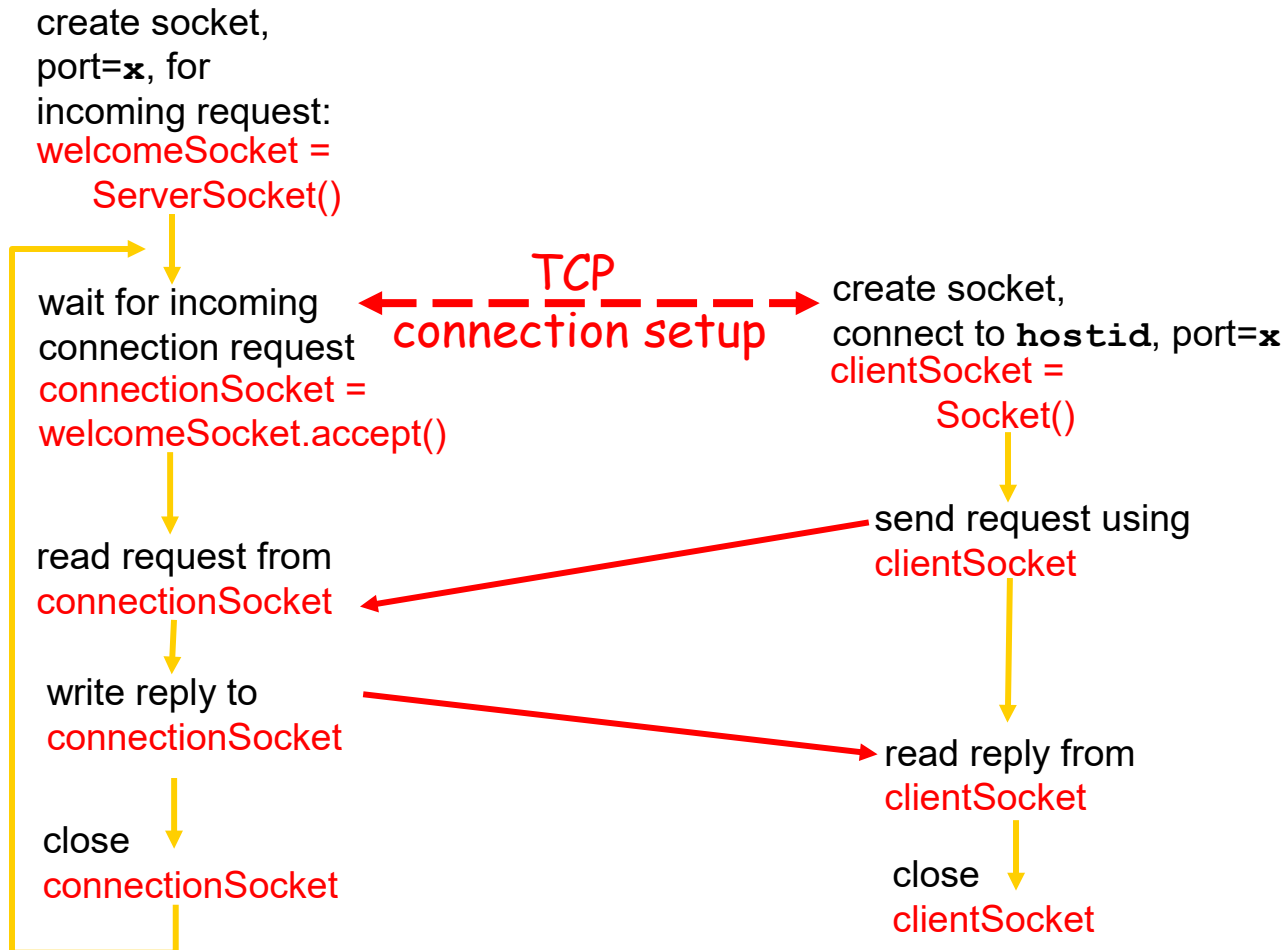 create socket,
port=x, for
incoming request:
welcomeSocket =
ServerSocket()
wait for incoming
connection request
connectionSocket =
welcomeSocket.accept()
read request from
connectionSocket
write reply to
connectionSocket
close
connectionSocket
TCP
connection setup
create socket,
connect to hostid, port=x
clientSocket =
Socket()
send request using
clientSocket
read reply from
clientSocket
close
clientSocket